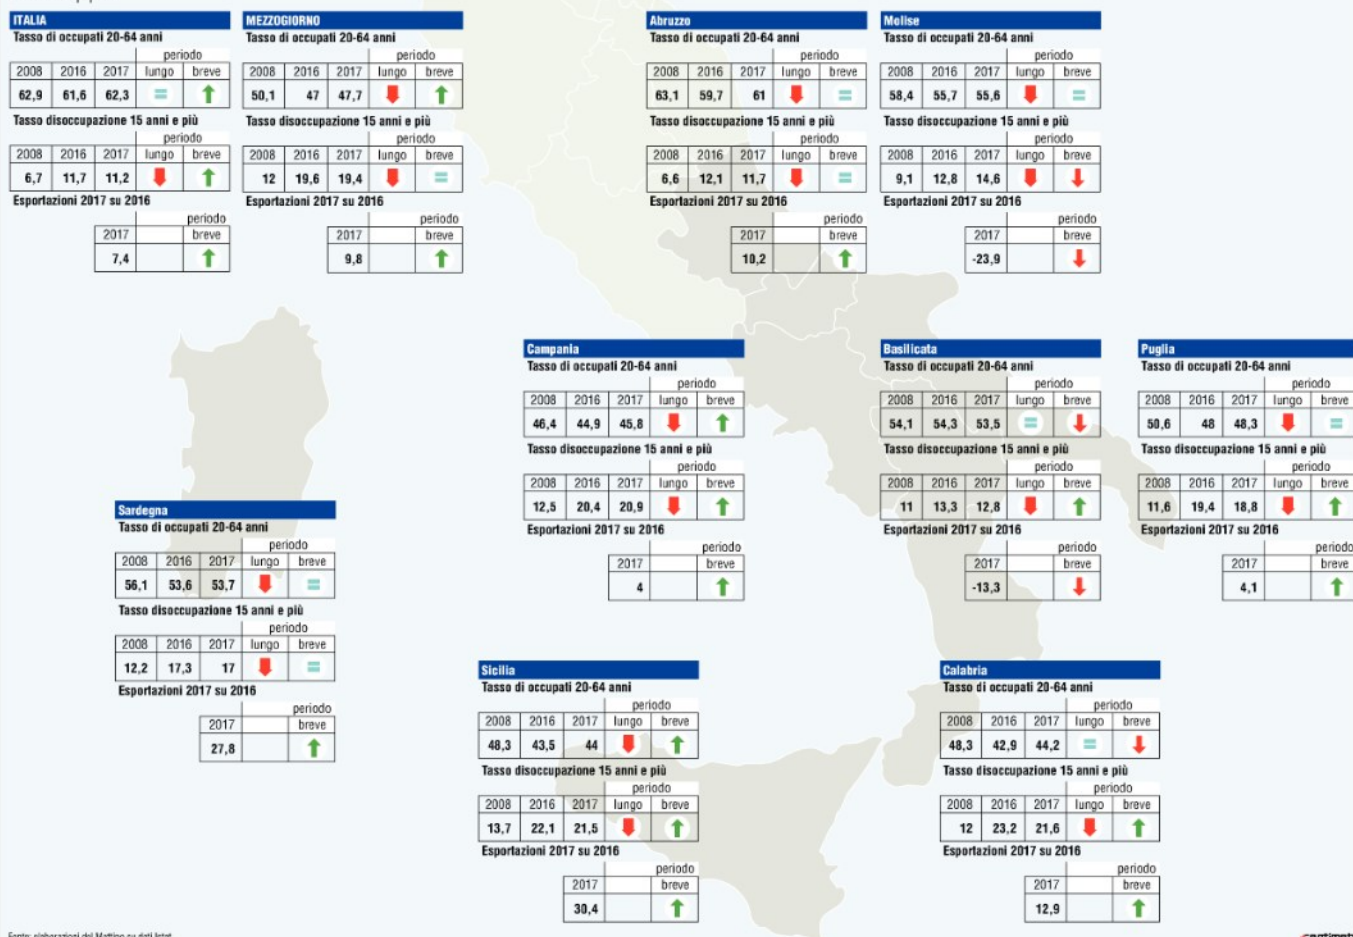 ITALIA
Tasso di occupati 20-64 anni
periodo
2008 2016 2017 lungo breve
62,9 61,6 62,3 = ⬆
Tasso disoccupazione 15 anni e più
periodo
2008 2016 2017 lungo breve
6,7 11,7 11,2 ⬇ ⬆
Esportazioni 2017 su 2016
periodo
2017 breve
7,4 ⬆
MEZZOGIORNO
Tasso di occupati 20-64 anni
periodo
2008 2016 2017 lungo breve
50,1 47 47,7 ⬇ ⬆
Tasso disoccupazione 15 anni e più
periodo
2008 2016 2017 lungo breve
12 19,6 19,4 ⬇ =
Esportazioni 2017 su 2016
periodo
2017 breve
9,8 ⬆
Abruzzo
Tasso di occupati 20-64 anni
periodo
2008 2016 2017 lungo breve
63,1 59,7 61 ⬇ =
Tasso disoccupazione 15 anni e più
periodo
2008 2016 2017 lungo breve
6,6 12,1 11,7 ⬇ =
Esportazioni 2017 su 2016
periodo
2017 breve
10,2 ⬆
Molise
Tasso di occupati 20-64 anni
periodo
2008 2016 2017 lungo breve
58,4 55,7 55,6 ⬇ =
Tasso disoccupazione 15 anni e più
periodo
2008 2016 2017 lungo breve
9,1 12,8 14,6 ⬇ ⬇
Esportazioni 2017 su 2016
periodo
2017 breve
-23,9 ⬇
Campania
Tasso di occupati 20-64 anni
periodo
2008 2016 2017 lungo breve
46,4 44,9 45,8 ⬇ ⬆
Tasso disoccupazione 15 anni e più
periodo
2008 2016 2017 lungo breve
12,5 20,4 20,9 ⬇ ⬆
Esportazioni 2017 su 2016
periodo
2017 breve
4 ⬆
Basilicata
Tasso di occupati 20-64 anni
periodo
2008 2016 2017 lungo breve
54,1 54,3 53,5 = ⬇
Tasso disoccupazione 15 anni e più
periodo
2008 2016 2017 lungo breve
11 13,3 12,8 ⬇ ⬆
Esportazioni 2017 su 2016
periodo
2017 breve
-13,3 ⬇
Puglia
Tasso di occupati 20-64 anni
periodo
2008 2016 2017 lungo breve
50,6 48 48,3 ⬇ =
Tasso disoccupazione 15 anni e più
periodo
2008 2016 2017 lungo breve
11,6 19,4 18,8 ⬇ ⬆
Esportazioni 2017 su 2016
periodo
2017 breve
4,1 ⬆
Sardegna
Tasso di occupati 20-64 anni
periodo
2008 2016 2017 lungo breve
56,1 53,6 53,7 ⬇ =
Tasso disoccupazione 15 anni e più
periodo
2008 2016 2017 lungo breve
12,2 17,3 17 ⬇ =
Esportazioni 2017 su 2016
periodo
2017 breve
27,8 ⬆
Sicilia
Tasso di occupati 20-64 anni
periodo
2008 2016 2017 lungo breve
48,3 43,5 44 ⬇ ⬆
Tasso disoccupazione 15 anni e più
periodo
2008 2016 2017 lungo breve
13,7 22,1 21,5 ⬇ ⬆
Esportazioni 2017 su 2016
periodo
2017 breve
30,4 ⬆
Calabria
Tasso di occupati 20-64 anni
periodo
2008 2016 2017 lungo breve
48,3 42,9 44,2 = ⬇
Tasso disoccupazione 15 anni e più
periodo
2008 2016 2017 lungo breve
12 23,2 21,6 ⬇ ⬆
Esportazioni 2017 su 2016
periodo
2017 breve
12,9 ⬆
Fonte: elaborazioni del Mattino su dati Istat